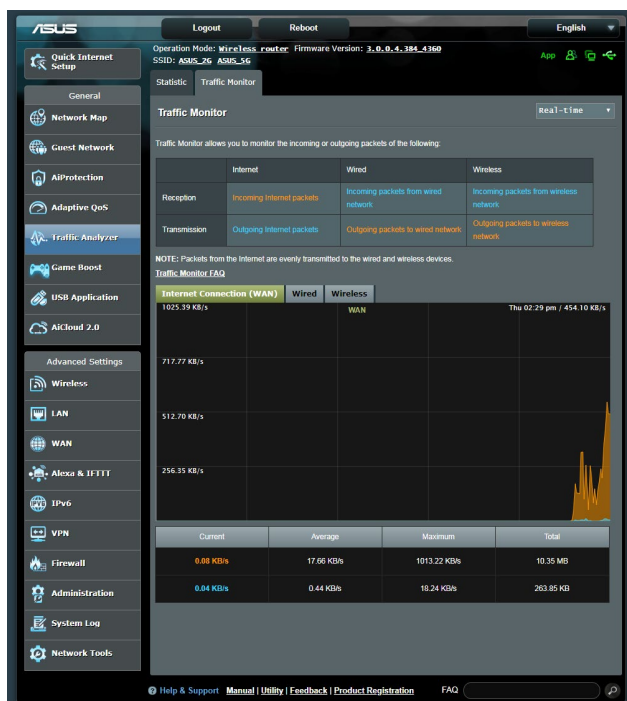 ASUS
Logout
Reboot
English
Quick Internet Setup
Operation Mode: Wireless router Firmware Version: 3.0.0.4.384_4360
SSID: ASUS_2G ASUS_5G
App
Statistic
Traffic Monitor
General
Network Map
Guest Network
AiProtection
Adaptive QoS
Traffic Analyzer
Game Boost
USB Application
AiCloud 2.0
Advanced Settings
Wireless
LAN
WAN
Alexa & IFTTT
IPv6
VPN
Firewall
Administration
System Log
Network Tools
Traffic Monitor
Real-time
Traffic Monitor allows you to monitor the incoming or outgoing packets of the following:
Internet Wired Wireless
Reception
Incoming Internet packets
Incoming packets from wired network
Incoming packets from wireless network
Transmission
Outgoing Internet packets
Outgoing packets to wired network
Outgoing packets to wireless network
NOTE: Packets from the Internet are evenly transmitted to the wired and wireless devices.
Traffic Monitor FAQ
Internet Connection (WAN) Wired Wireless
1025.39 KB/s
WAN
Thu 02:29 pm / 454.10 KB/s
717.77 KB/s
512.70 KB/s
256.35 KB/s
Current Average Maximum Total
0.08 KB/s 17.66 KB/s 1013.22 KB/s 10.35 MB
0.04 KB/s 0.44 KB/s 18.24 KB/s 263.85 KB
Help & Support Manual | Utility | Feedback | Product Registration FAQ